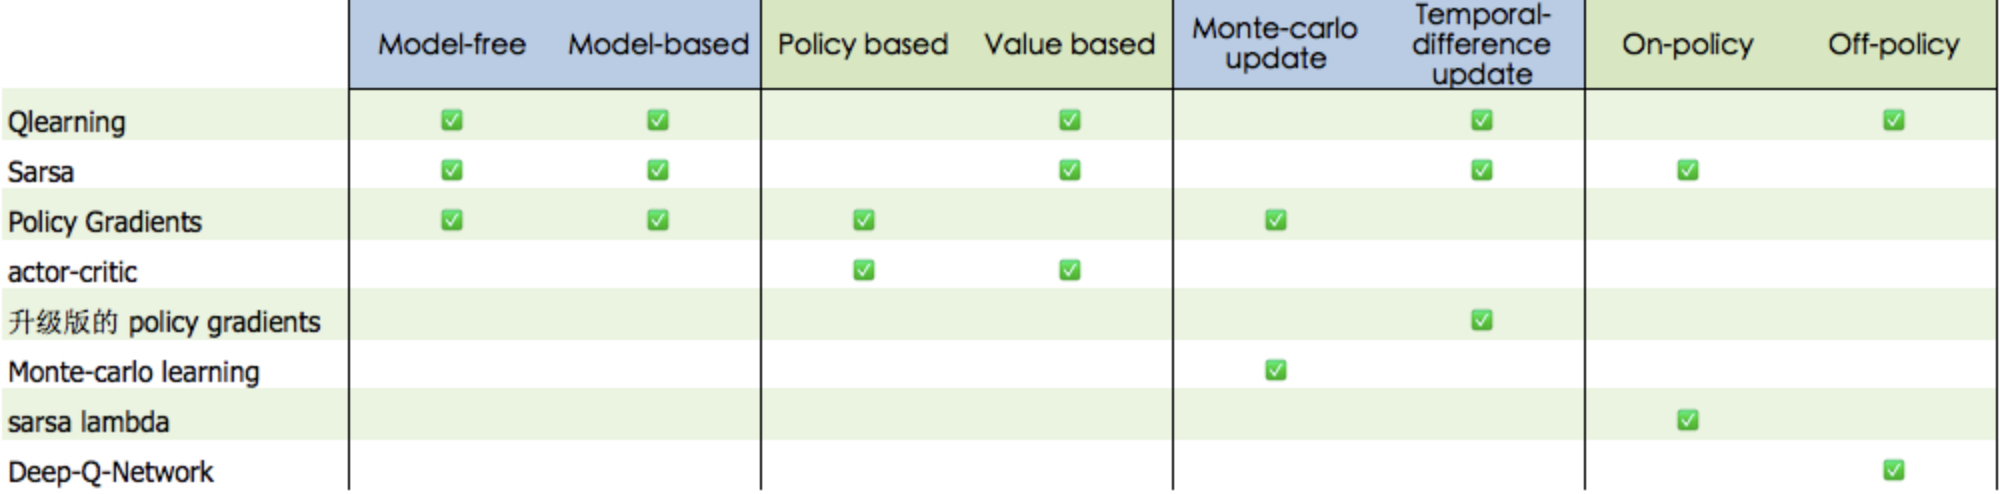 Model-free Model-based Policy based Value based Monte-carlo update Temporal-difference update On-policy Off-policy
Qlearning ✅ ✅ ✅ ✅ ✅
Sarsa ✅ ✅ ✅ ✅ ✅
Policy Gradients ✅ ✅ ✅ ✅
actor-critic ✅ ✅
升级版的 policy gradients ✅
Monte-carlo learning ✅
sarsa lambda ✅
Deep-Q-Network ✅